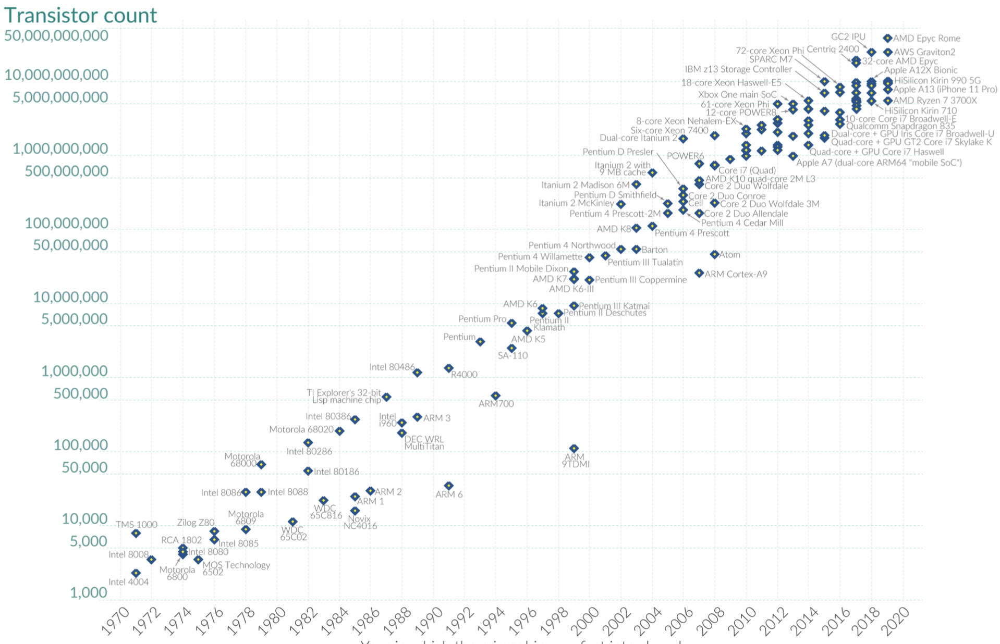 Transistor count
50,000,000,000
10,000,000,000
5,000,000,000
1,000,000,000
500,000,000
100,000,000
50,000,000
10,000,000
5,000,000
1,000,000
500,000
100,000
50,000
10,000
5,000
1,000
GC2 IPU
AMD Epyc Rome
72-core Xeon Phi
Centriq 2400
AWS Graviton2
SPARC M7
32-core AMD Epyc
IBM z13 Storage Controller
Apple A12X Bionic
18-core Xeon Haswell-E5
HiSilicon Kirin 990 5G
Xbox One main SoC
Apple A13 (iPhone 11 Pro)
61-core Xeon Phi
AMD Ryzen 7 3700X
12-core POWER8
HiSilicon Kirin 710
8-core Xeon Nehalem-EX
10-core Core i7 Broadwell-E
Six-core Xeon 7400
Qualcomm Snapdragon 835
Dual-core Itanium 2
Dual-core + GPU Iris Core i7 Broadwell-U
Quad-core + GPU GT2 Core i7 Skylake K
Pentium D Presler
POWER6
Quad-core + GPU Core i7 Haswell
Apple A7 (dual-core ARM64 "mobile SoC")
Itanium 2 with
9 MB cache
Core i7 (Quad)
AMD K10 quad-core 2M L3
Itanium 2 Madison 6M
Core 2 Duo Wolfdale
Pentium D Smithfield
Core 2 Duo Conroe
Itanium 2 McKinley
Cell
Core 2 Duo Wolfdale 3M
Pentium 4 Prescott-2M
Core 2 Duo Allendale
Pentium 4 Cedar Mill
AMD K8
Pentium 4 Prescott
Pentium 4 Northwood
Barton
Pentium 4 Willamette
Atom
Pentium III Tualatin
Pentium II Mobile Dixon
ARM Cortex-A9
AMD K7
Pentium III Coppermine
AMD K6-III
AMD K6
Pentium III Katmai
Pentium II Deschutes
Pentium Pro
Pentium II
Klamath
Pentium
AMD K5
SA-110
Intel 80486
R4000
TI Explorer's 32-bit
Lisp machine chip
ARM700
Intel 80386
Intel
i960
ARM 3
Motorola 68020
DEC WRL
MultiTitan
Intel 80286
ARM
9TDMI
Motorola
68000
Intel 80186
Intel 8086
Intel 8088
ARM 2
ARM 6
ARM 1
WDC
65C816
Novix
NC4016
Motorola
6809
TMS 1000
Zilog Z80
WDC
65C02
RCA 1802
Intel 8085
Intel 8008
Intel 8080
MOS Technology
6502
Motorola
6800
Intel 4004
1970
1972
1974
1976
1978
1980
1982
1984
1986
1988
1990
1992
1994
1996
1998
2000
2002
2004
2006
2008
2010
2012
2014
2016
2018
2020